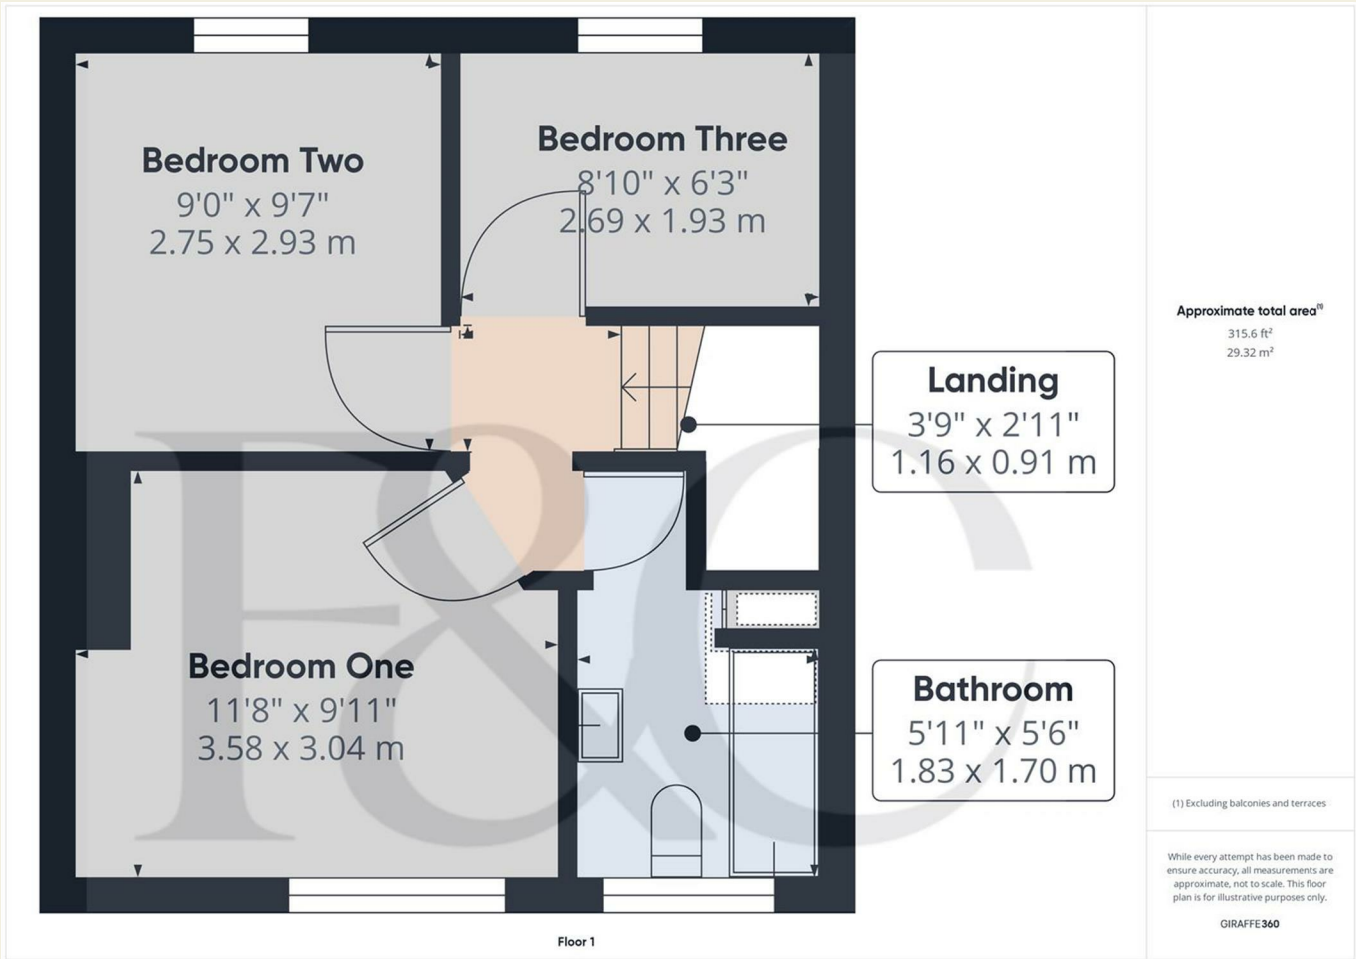 Bedroom Two
9'0" x 9'7"
2.75 x 2.93 m
Bedroom Three
8'10" x 6'3"
2.69 x 1.93 m
Landing
3'9" x 2'11"
1.16 x 0.91 m
Bedroom One
11'8" x 9'11"
3.58 x 3.04 m
Bathroom
5'11" x 5'6"
1.83 x 1.70 m
F&C
Floor 1
Approximate total area(1)
315.6 ft²
29.32 m²
(1) Excluding balconies and terraces
While every attempt has been made to
ensure accuracy, all measurements are
approximate, not to scale. This floor
plan is for illustrative purposes only.
GIRAFFE360